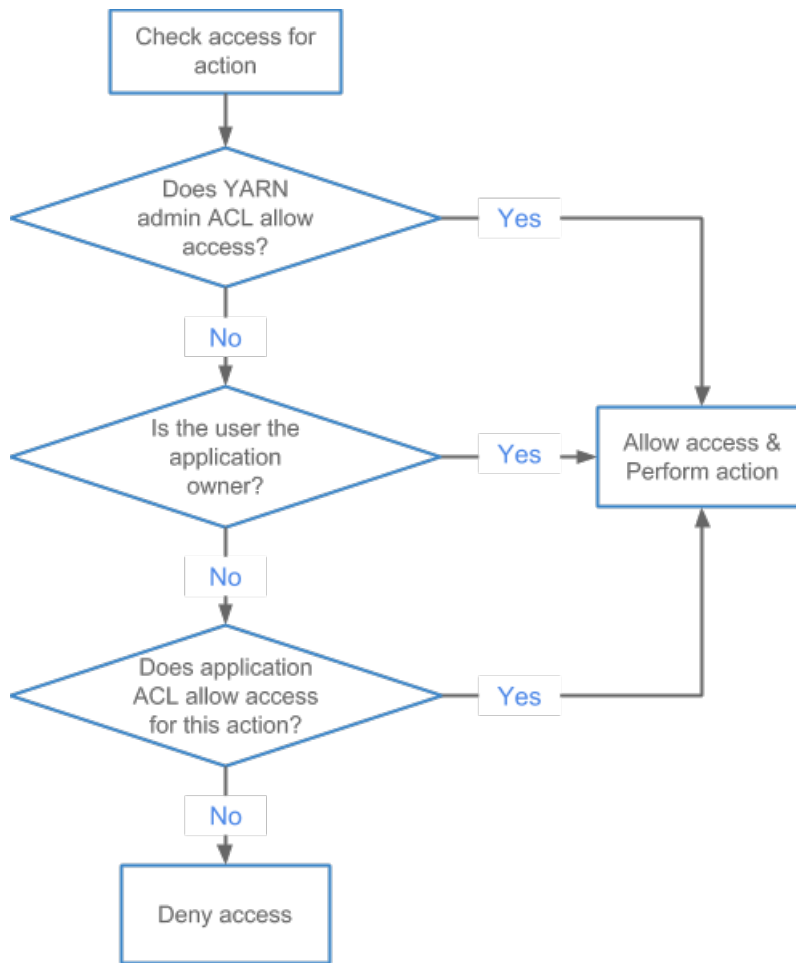 Check access for
action
Does YARN
admin ACL allow
access?
Yes
No
Is the user the
application
owner?
Yes
Allow access &
Perform action
No
Does application
ACL allow access
for this action?
Yes
No
Deny access